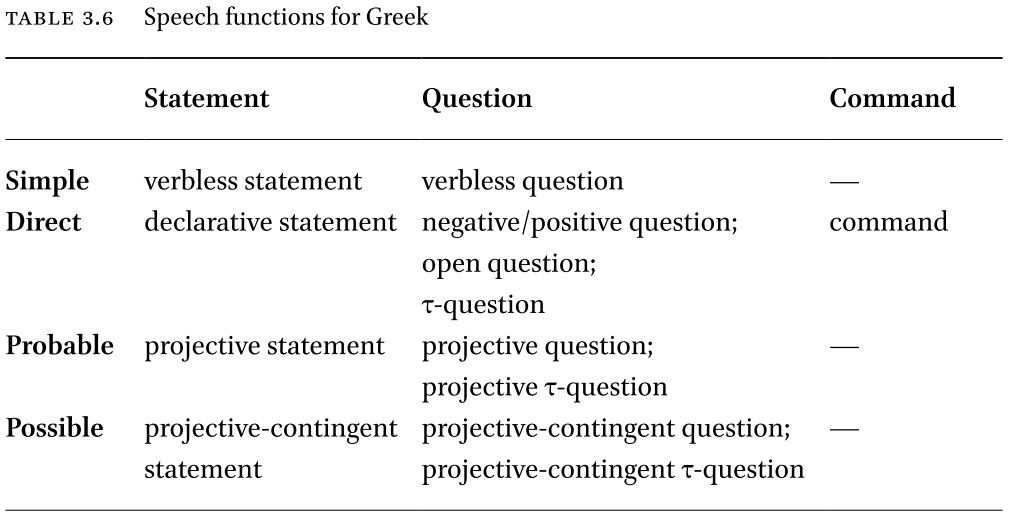 TABLE 3.6 Speech functions for Greek
Statement Question Command
Simple verbless statement verbless question —
Direct declarative statement negative/positive question; command
open question;
τ-question
Probable projective statement projective question; —
projective τ-question
Possible projective-contingent projective-contingent question; —
statement projective-contingent τ-question